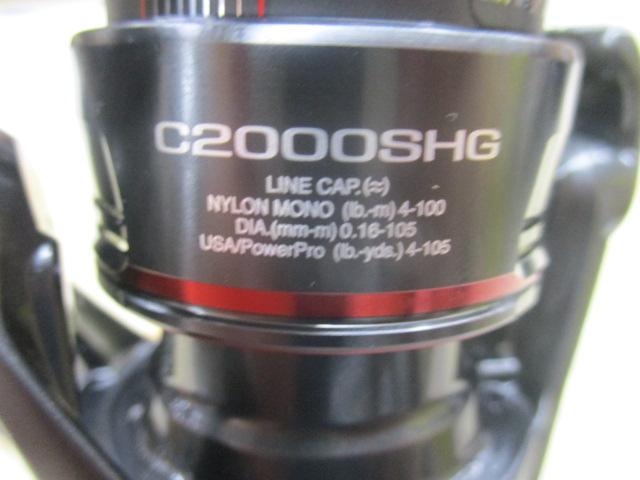 C2000SHG
LINE CAP.(≈)
NYLON MONO (lb.-m) 4-100
DIA.(mm-m) 0.16-105
USA/PowerPro (lb.-yds.) 4-105